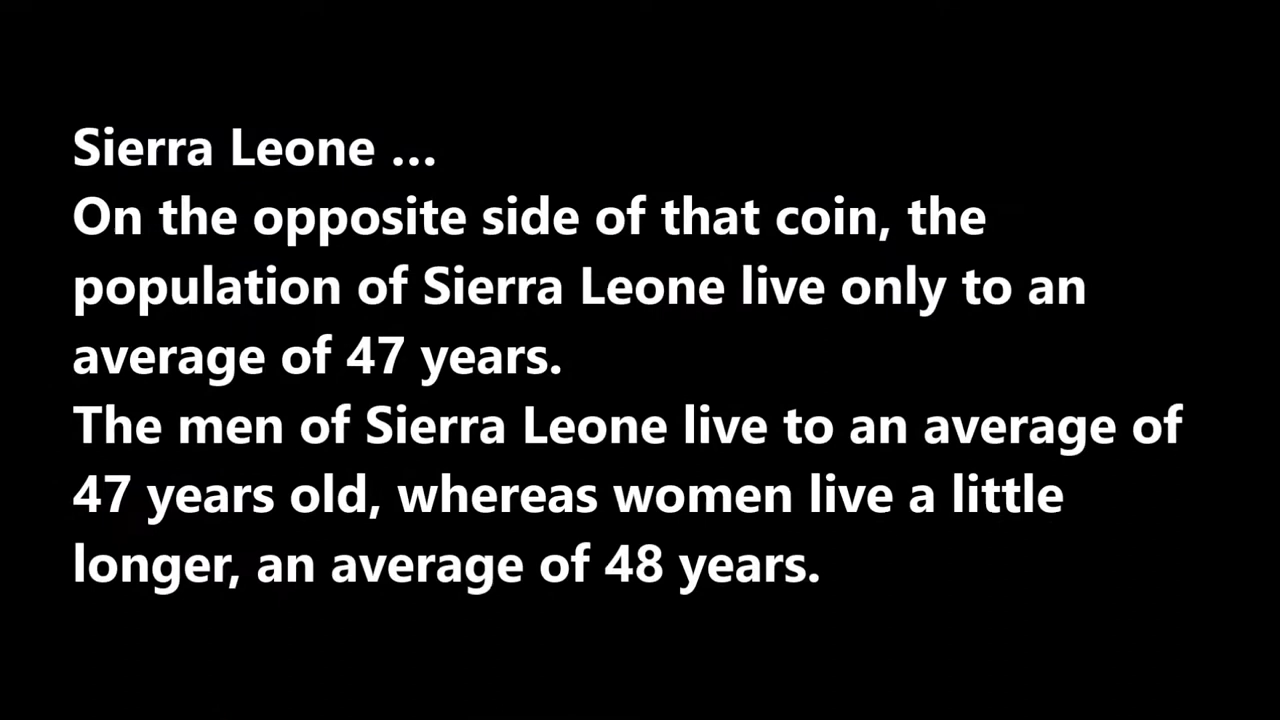 Sierra Leone ...
On the opposite side of that coin, the
population of Sierra Leone live only to an
average of 47 years.
The men of Sierra Leone live to an average of
47 years old, whereas women live a little
longer, an average of 48 years.